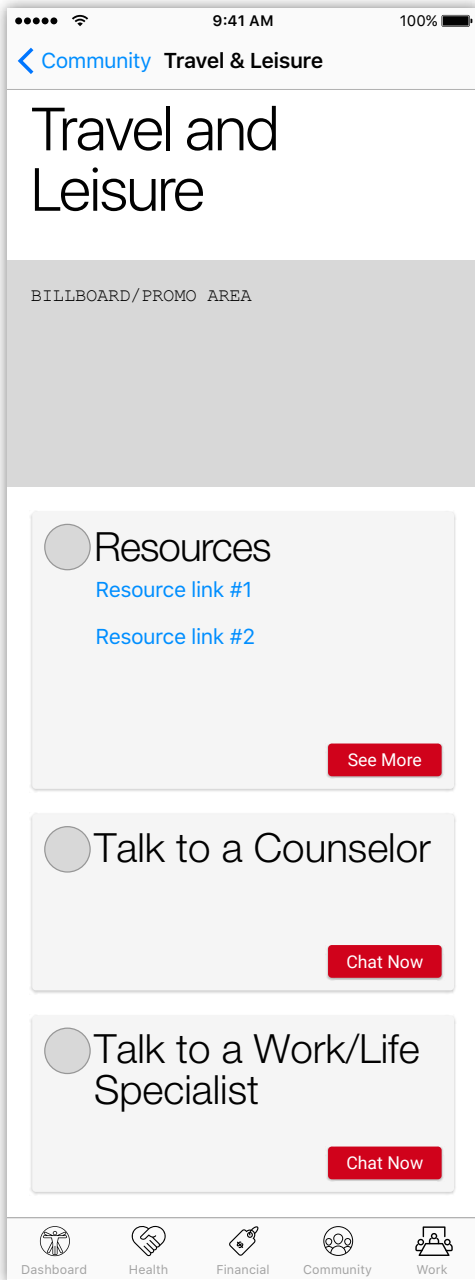 9:41 AM 100%
Community Travel & Leisure
Travel and
Leisure
BILLBOARD/PROMO AREA
Resources
Resource link #1
Resource link #2
See More
Talk to a Counselor
Chat Now
Talk to a Work/Life
Specialist
Chat Now
Dashboard Health Financial Community Work